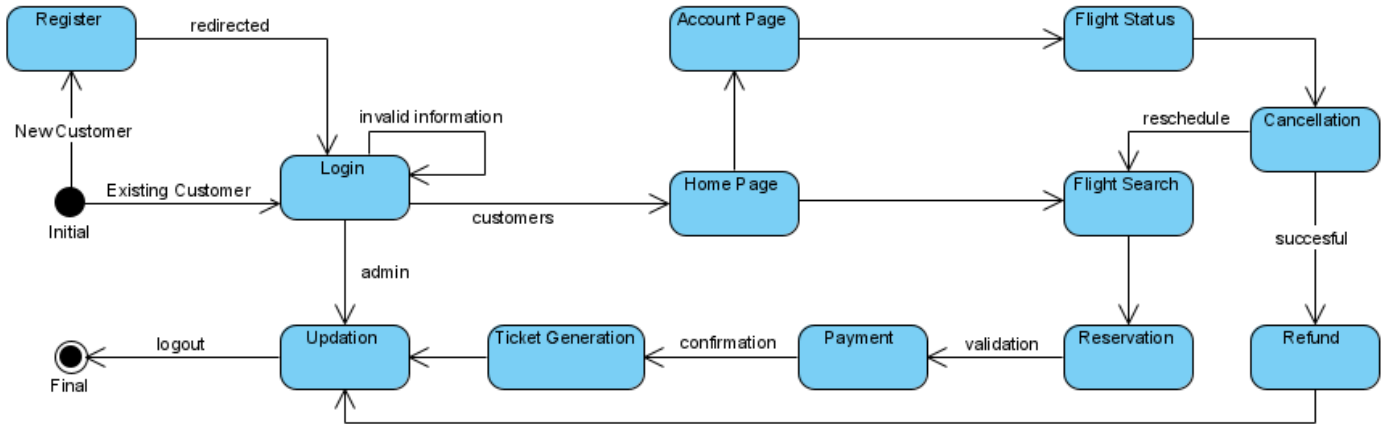 Register
redirected
Account Page
Flight Status
invalid information
reschedule
Cancellation
New Customer
Login
Existing Customer
Home Page
Flight Search
customers
Initial
succesful
admin
Updation
Ticket Generation
Payment
Reservation
Refund
logout
confirmation
validation
Final